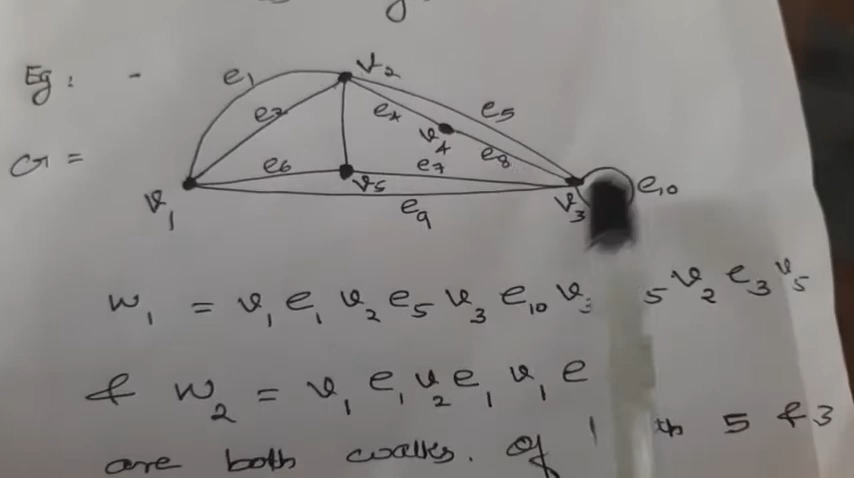 Eg: -
G =
e1 v2 e5
e2 e4 v4 e8
e6 v5 e7
v1 e9 v3 e10
w1 = v1 e1 v2 e5 v3 e10 v3 5 v2 e3 v5
& w2 = v1 e1 v2 e1 v1 e
are both walks. Of l th 5 & 3